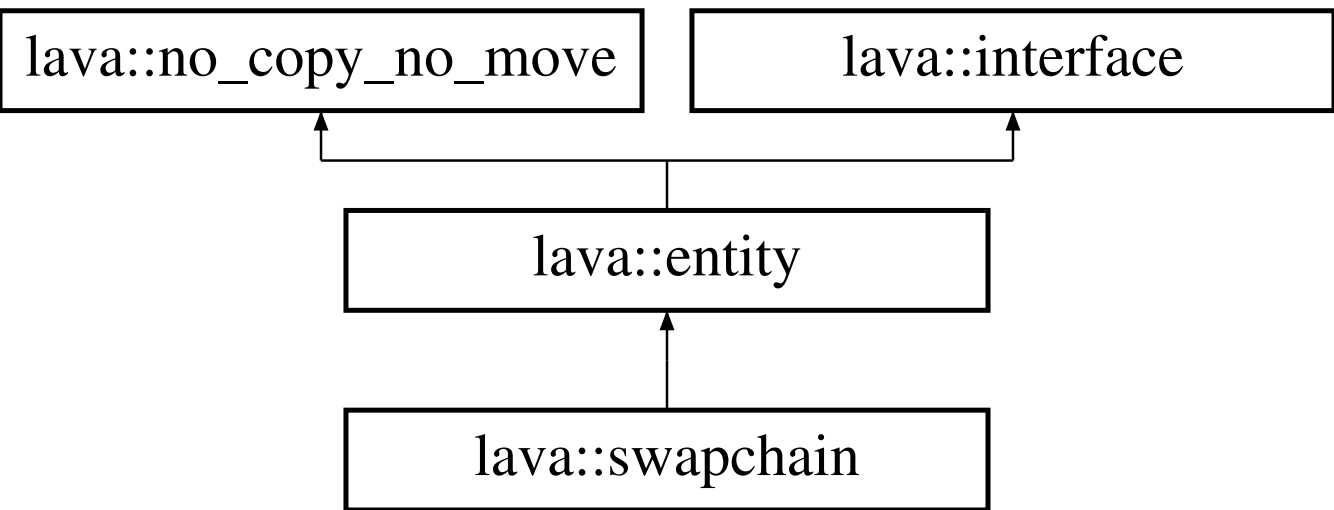 lava::no_copy_no_move
lava::interface
lava::entity
lava::swapchain